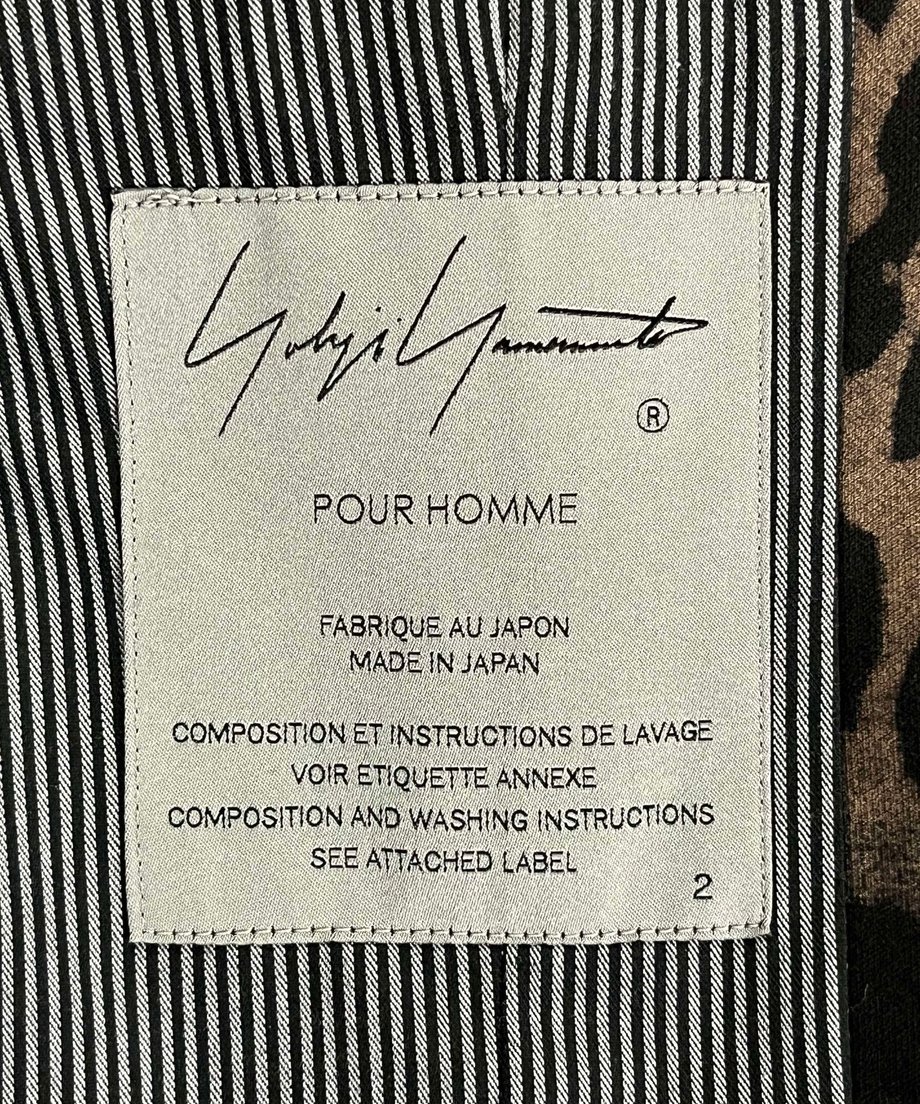 Yohji Yamamoto
®
POUR HOMME
FABRIQUE AU JAPON
MADE IN JAPAN
COMPOSITION ET INSTRUCTIONS DE LAVAGE
VOIR ETIQUETTE ANNEXE
COMPOSITION AND WASHING INSTRUCTIONS
SEE ATTACHED LABEL
2